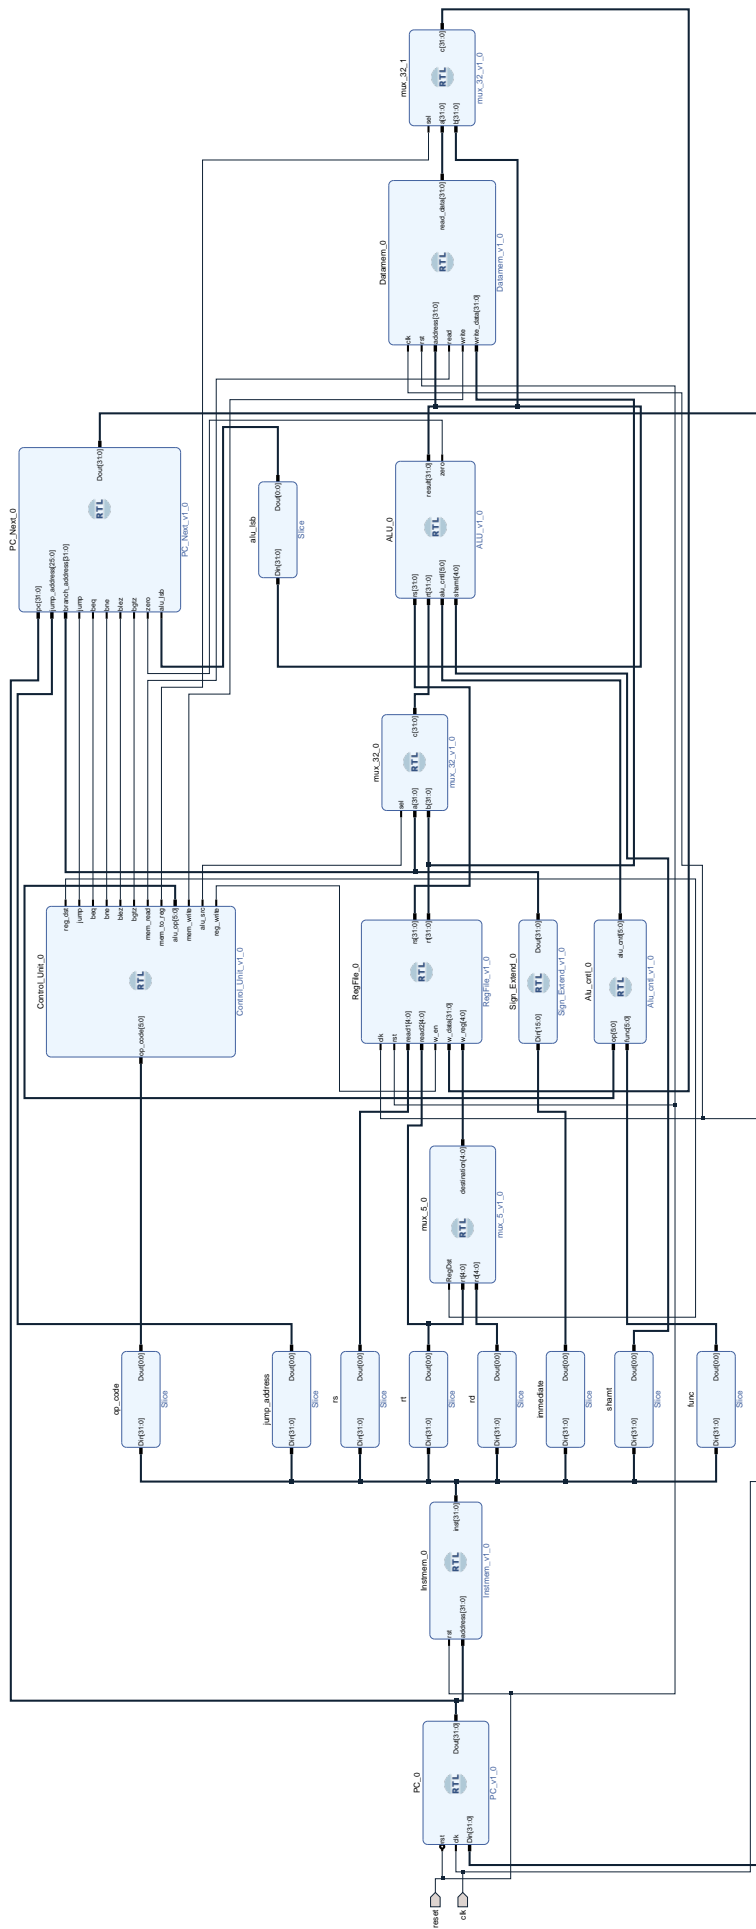 reset
clk
PC_0
rst
clk
Din[31:0]
Dout[31:0]
RTL
PC_v1_0
Instmem_0
rst
address[31:0]
inst[31:0]
RTL
Instmem_v1_0
op_code
Din[31:0]
Dout[0:0]
Slice
jump_address
Din[31:0]
Dout[0:0]
Slice
rs
Din[31:0]
Dout[0:0]
Slice
rt
Din[31:0]
Dout[0:0]
Slice
rd
Din[31:0]
Dout[0:0]
Slice
immediate
Din[31:0]
Dout[0:0]
Slice
shamt
Din[31:0]
Dout[0:0]
Slice
func
Din[31:0]
Dout[0:0]
Slice
mux_5_0
RegDst
rt[4:0]
rd[4:0]
destination[4:0]
RTL
mux_5_v1_0
Control_Unit_0
op_code[5:0]
reg_dst
jump
beq
bne
blez
bgtz
mem_read
mem_to_reg
alu_op[5:0]
mem_write
alu_src
reg_write
RTL
Control_Unit_v1_0
RegFile_0
clk
rst
read1[4:0]
read2[4:0]
w_en
w_data[31:0]
w_reg[4:0]
rs[31:0]
rt[31:0]
RTL
RegFile_v1_0
Sign_Extend_0
Din[15:0]
Dout[31:0]
RTL
Sign_Extend_v1_0
Alu_cntl_0
op[5:0]
func[5:0]
alu_cntl[5:0]
RTL
Alu_cntl_v1_0
mux_32_0
sel
a[31:0]
b[31:0]
c[31:0]
RTL
mux_32_v1_0
PC_Next_0
pc[31:0]
jump_address[25:0]
branch_address[31:0]
jump
beq
bne
blez
bgtz
zero
alu_lsb
Dout[31:0]
RTL
PC_Next_v1_0
alu_lsb
Din[31:0]
Dout[0:0]
Slice
ALU_0
rs[31:0]
rt[31:0]
alu_cntl[5:0]
shamt[4:0]
result[31:0]
zero
RTL
ALU_v1_0
Datamem_0
clk
rst
address[31:0]
read
write
write_data[31:0]
read_data[31:0]
RTL
Datamem_v1_0
mux_32_1
sel
a[31:0]
b[31:0]
c[31:0]
RTL
mux_32_v1_0